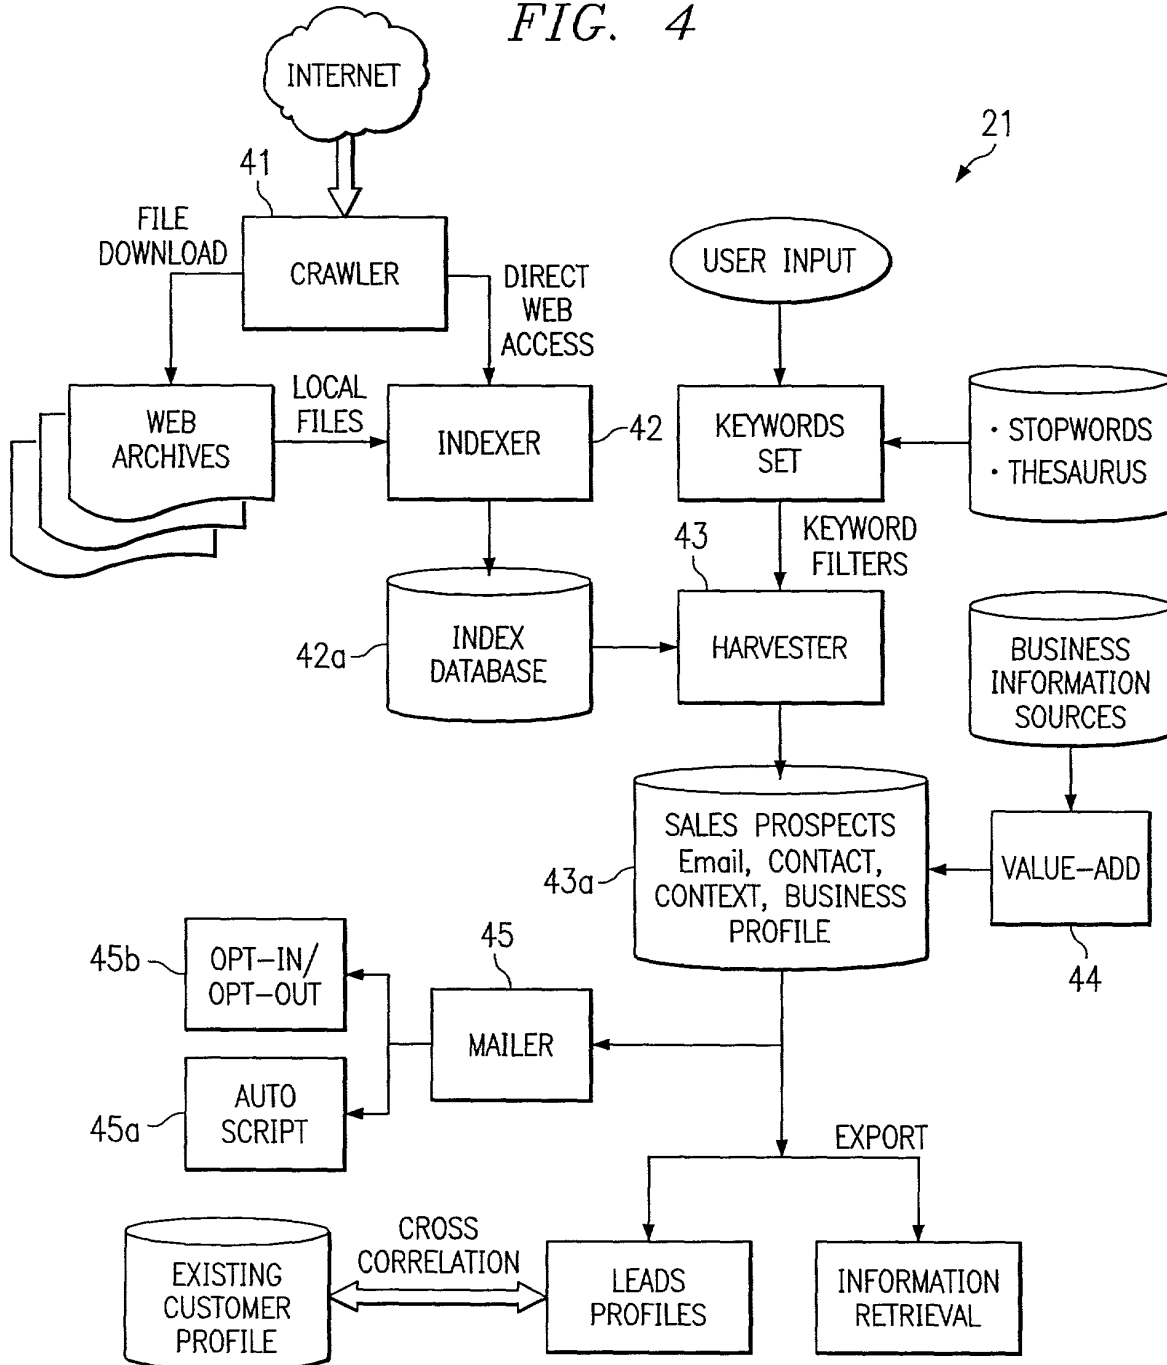 FIG. 4
INTERNET
21
41
FILE
DOWNLOAD
CRAWLER
DIRECT
WEB
ACCESS
USER INPUT
WEB
ARCHIVES
LOCAL
FILES
INDEXER
42
KEYWORDS
SET
• STOPWORDS
• THESAURUS
KEYWORD
FILTERS
43
42a
INDEX
DATABASE
HARVESTER
BUSINESS
INFORMATION
SOURCES
SALES PROSPECTS
Email, CONTACT,
CONTEXT, BUSINESS
PROFILE
43a
VALUE-ADD
44
45b
OPT-IN/
OPT-OUT
45
MAILER
45a
AUTO
SCRIPT
EXPORT
EXISTING
CUSTOMER
PROFILE
CROSS
CORRELATION
LEADS
PROFILES
INFORMATION
RETRIEVAL